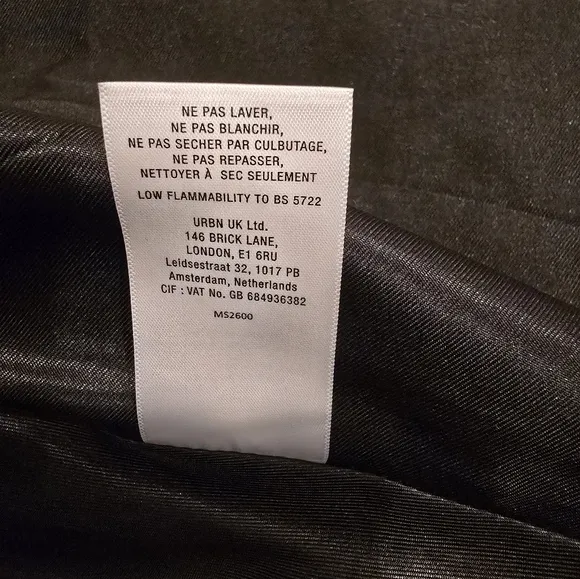 NE PAS LAVER,
NE PAS BLANCHIR,
NE PAS SECHER PAR CULBUTAGE,
NE PAS REPASSER,
NETTOYER À SEC SEULEMENT
LOW FLAMMABILITY TO BS 5722
URBN UK Ltd.
146 BRICK LANE,
LONDON, E1 6RU
Leidsestraat 32, 1017 PB
Amsterdam, Netherlands
CIF : VAT No. GB 684936382
MS2600